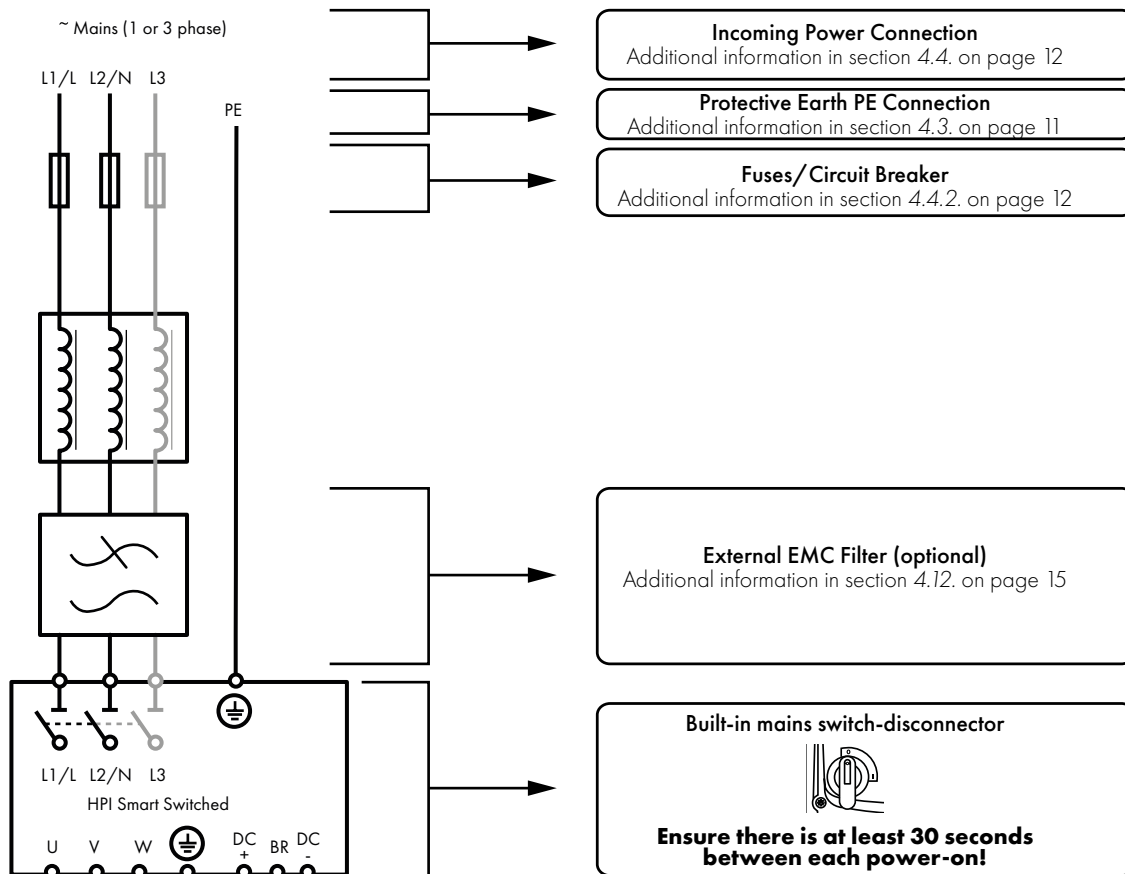 ~ Mains (1 or 3 phase)
L1/L L2/N L3
PE
Incoming Power Connection
Additional information in section 4.4. on page 12
Protective Earth PE Connection
Additional information in section 4.3. on page 11
Fuses/Circuit Breaker
Additional information in section 4.4.2. on page 12
External EMC Filter (optional)
Additional information in section 4.12. on page 15
L1/L L2/N L3
HPI Smart Switched
U V W DC + BR DC -
Built-in mains switch-disconnector
0
I
Ensure there is at least 30 seconds
between each power-on!